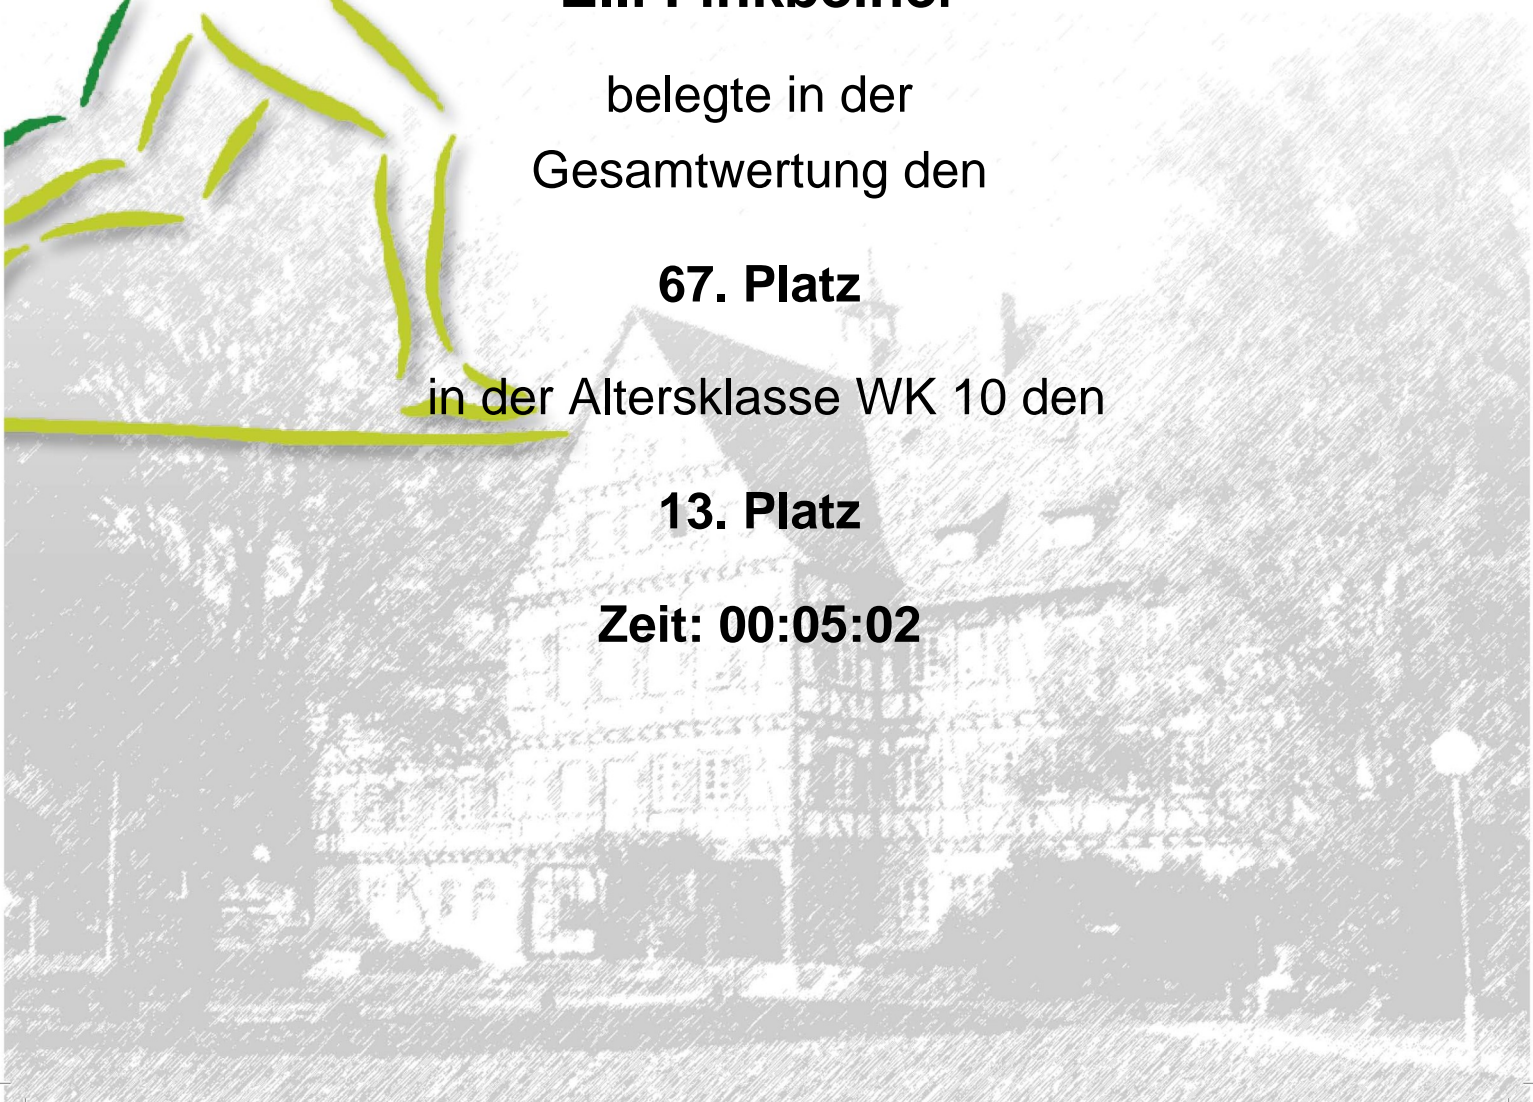 belegte in der
Gesamtwertung den
67. Platz
in der Altersklasse WK 10 den
13. Platz
Zeit: 00:05:02